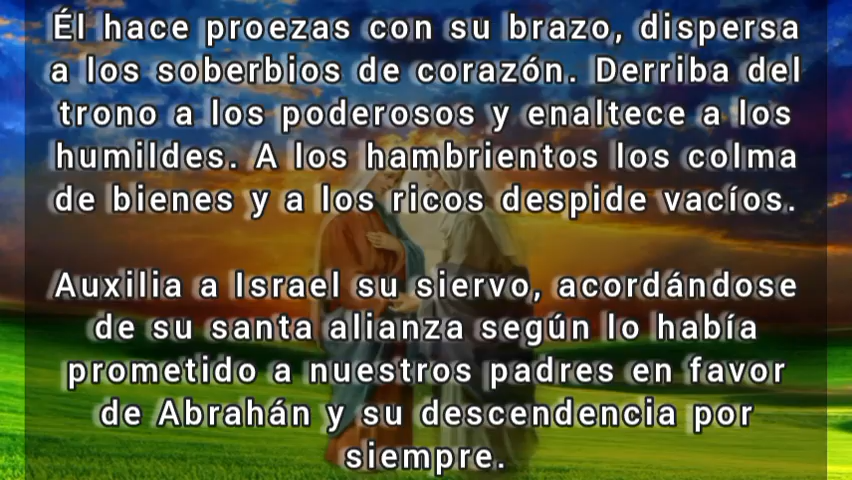 Él hace proezas con su brazo, dispersa
a los soberbios de corazón. Derriba del
trono a los poderosos y enaltece a los
humildes. A los hambrientos los colma
de bienes y a los ricos despide vacíos.
Auxilia a Israel su siervo, acordándose
de su santa alianza según lo había
prometido a nuestros padres en favor
de Abrahán y su descendencia por
siempre.